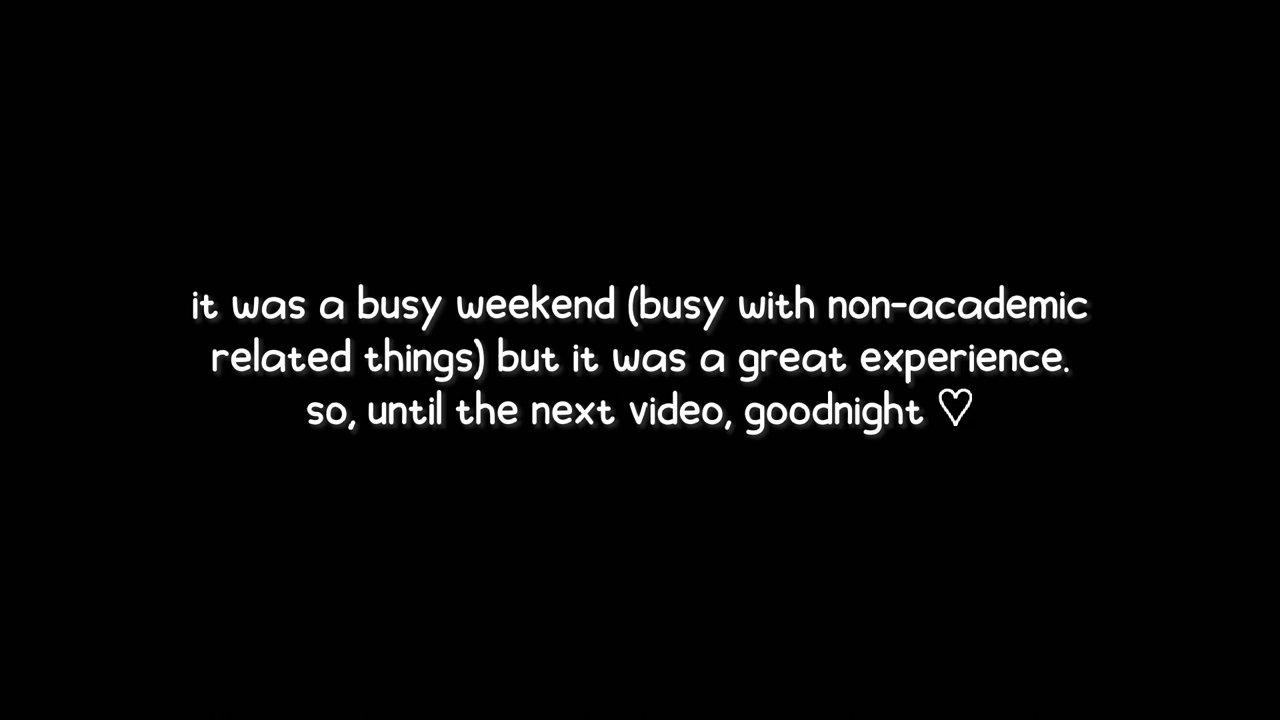 it was a busy weekend (busy with non-academic
related things) but it was a great experience.
so, until the next video, goodnight ♡